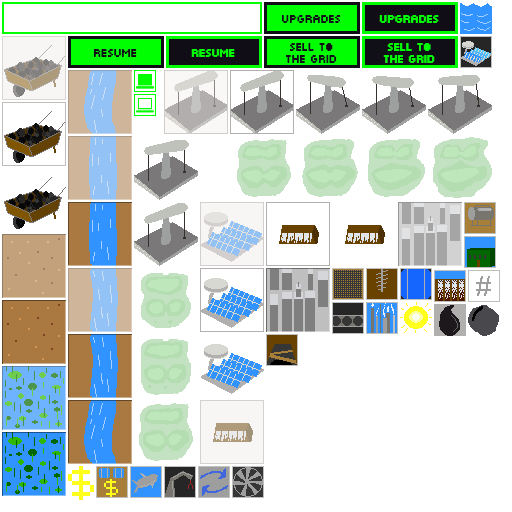 UPGRADES
UPGRADES
RESUME
RESUME
SELL TO
THE GRID
SELL TO
THE GRID
#
$
$